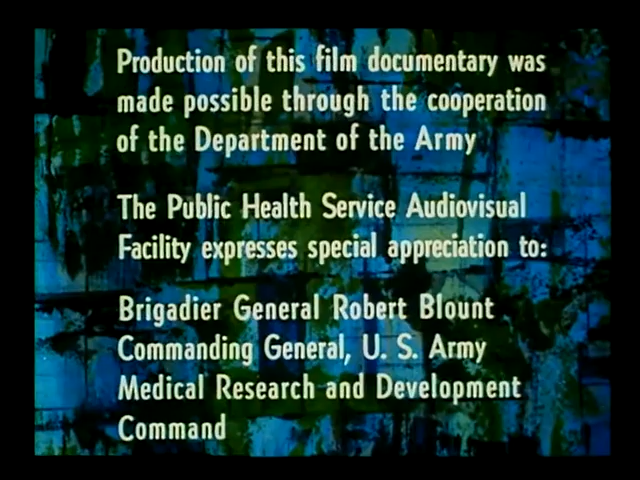 Production of this film documentary was
made possible through the cooperation
of the Department of the Army
The Public Health Service Audiovisual
Facility expresses special appreciation to:
Brigadier General Robert Blount
Commanding General, U. S. Army
Medical Research and Development
Command